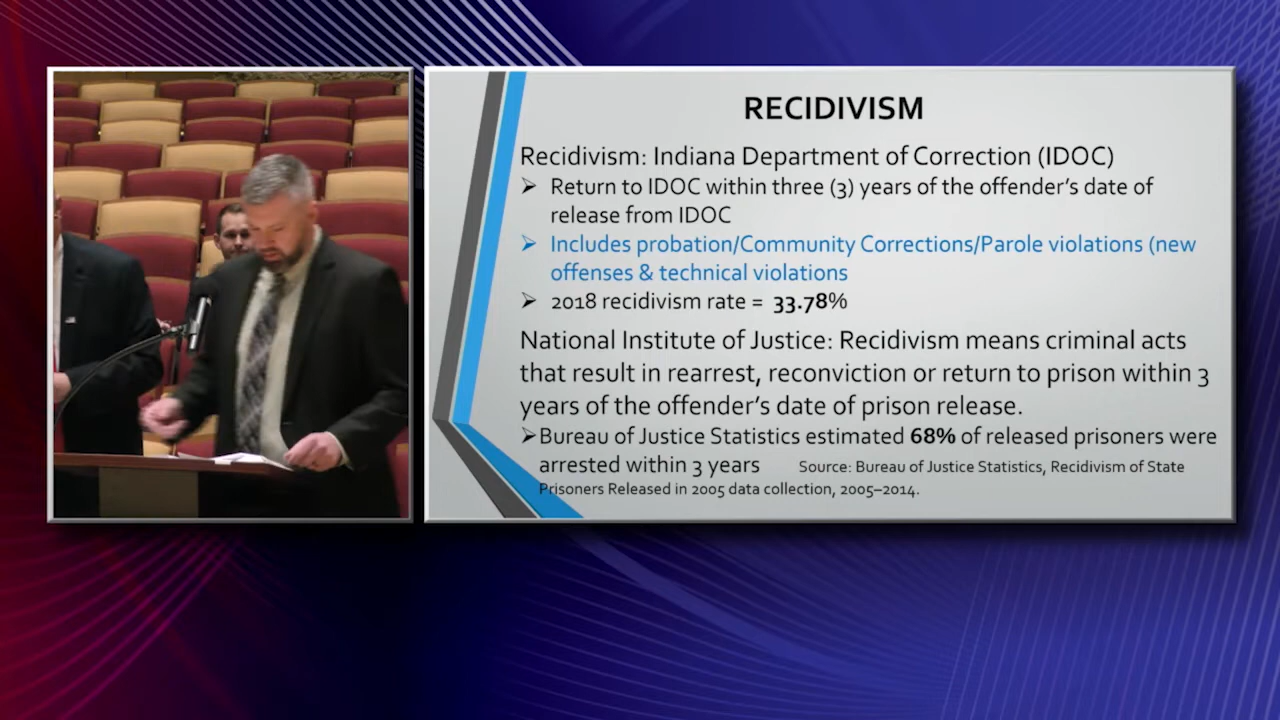 RECIDIVISM
Recidivism: Indiana Department of Correction (IDOC)
➢ Return to IDOC within three (3) years of the offender's date of
release from IDOC
➢ Includes probation/Community Corrections/Parole violations (new
offenses & technical violations
➢ 2018 recidivism rate = 33.78%
National Institute of Justice: Recidivism means criminal acts
that result in rearrest, reconviction or return to prison within 3
years of the offender's date of prison release.
➢Bureau of Justice Statistics estimated 68% of released prisoners were
arrested within 3 years Source: Bureau of Justice Statistics, Recidivism of State
Prisoners Released in 2005 data collection, 2005–2014.